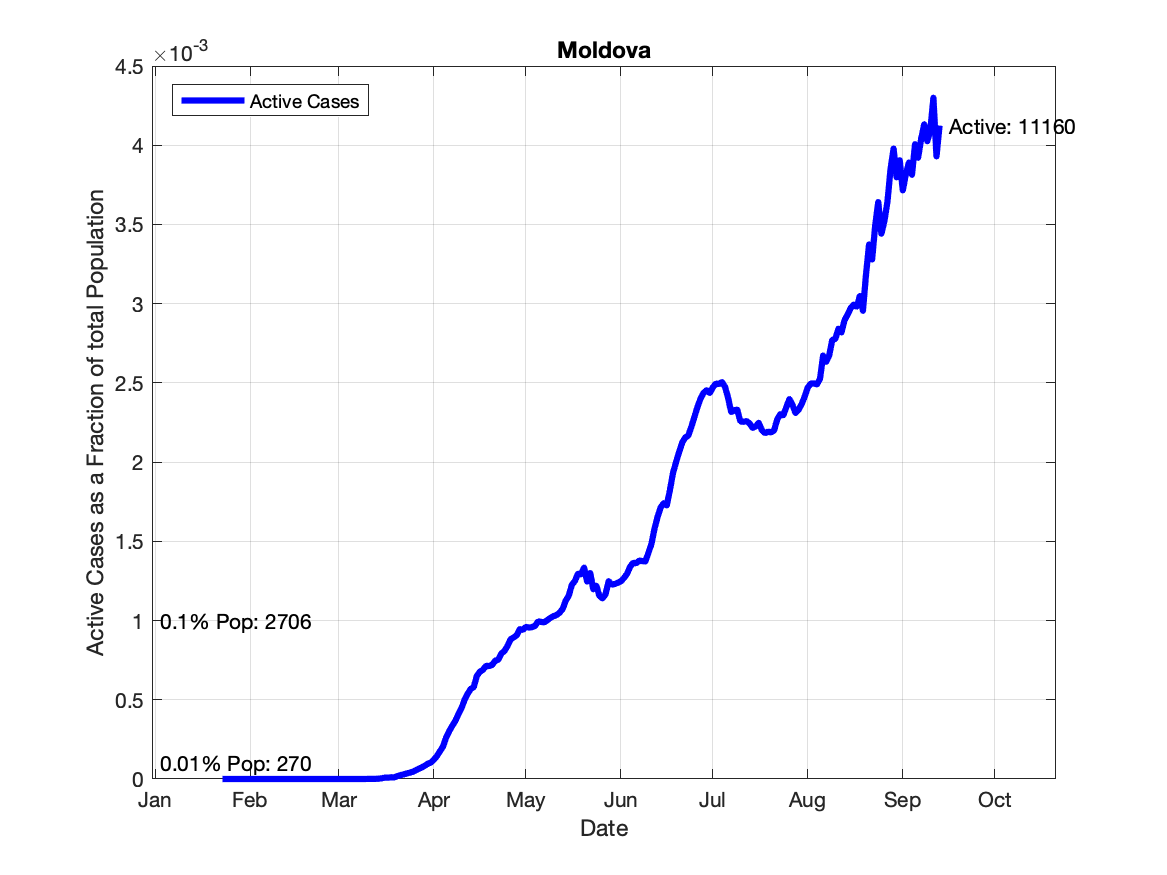 Moldova
×10-3
4.5
4
3.5
3
2.5
2
1.5
1
0.5
0
Active Cases as a Fraction of total Population
Active Cases
Active: 11160
0.1% Pop: 2706
0.01% Pop: 270
Jan Feb Mar Apr May Jun Jul Aug Sep Oct
Date